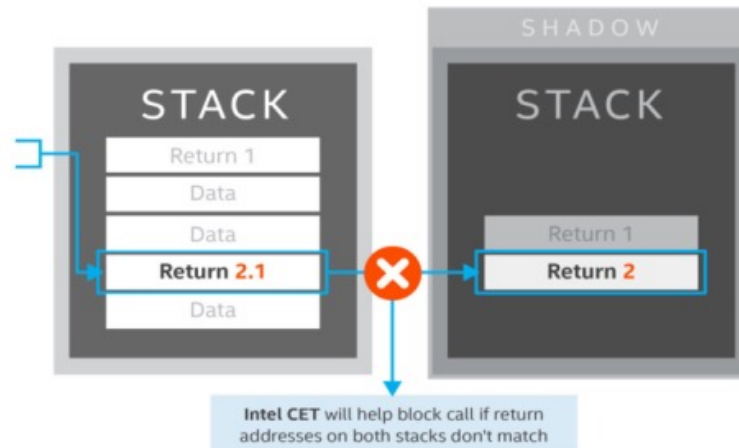 SHADOW
STACK
Return 1
Data
Data
Return 2.1
Data
STACK
Return 1
Return 2
Intel CET will help block call if return
addresses on both stacks don't match